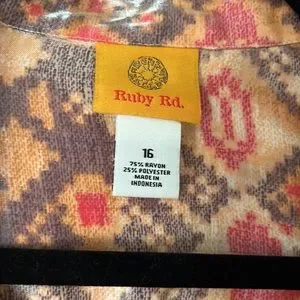 Ruby Rd.
16
75% RAYON
25% POLYESTER
MADE IN
INDONESIA